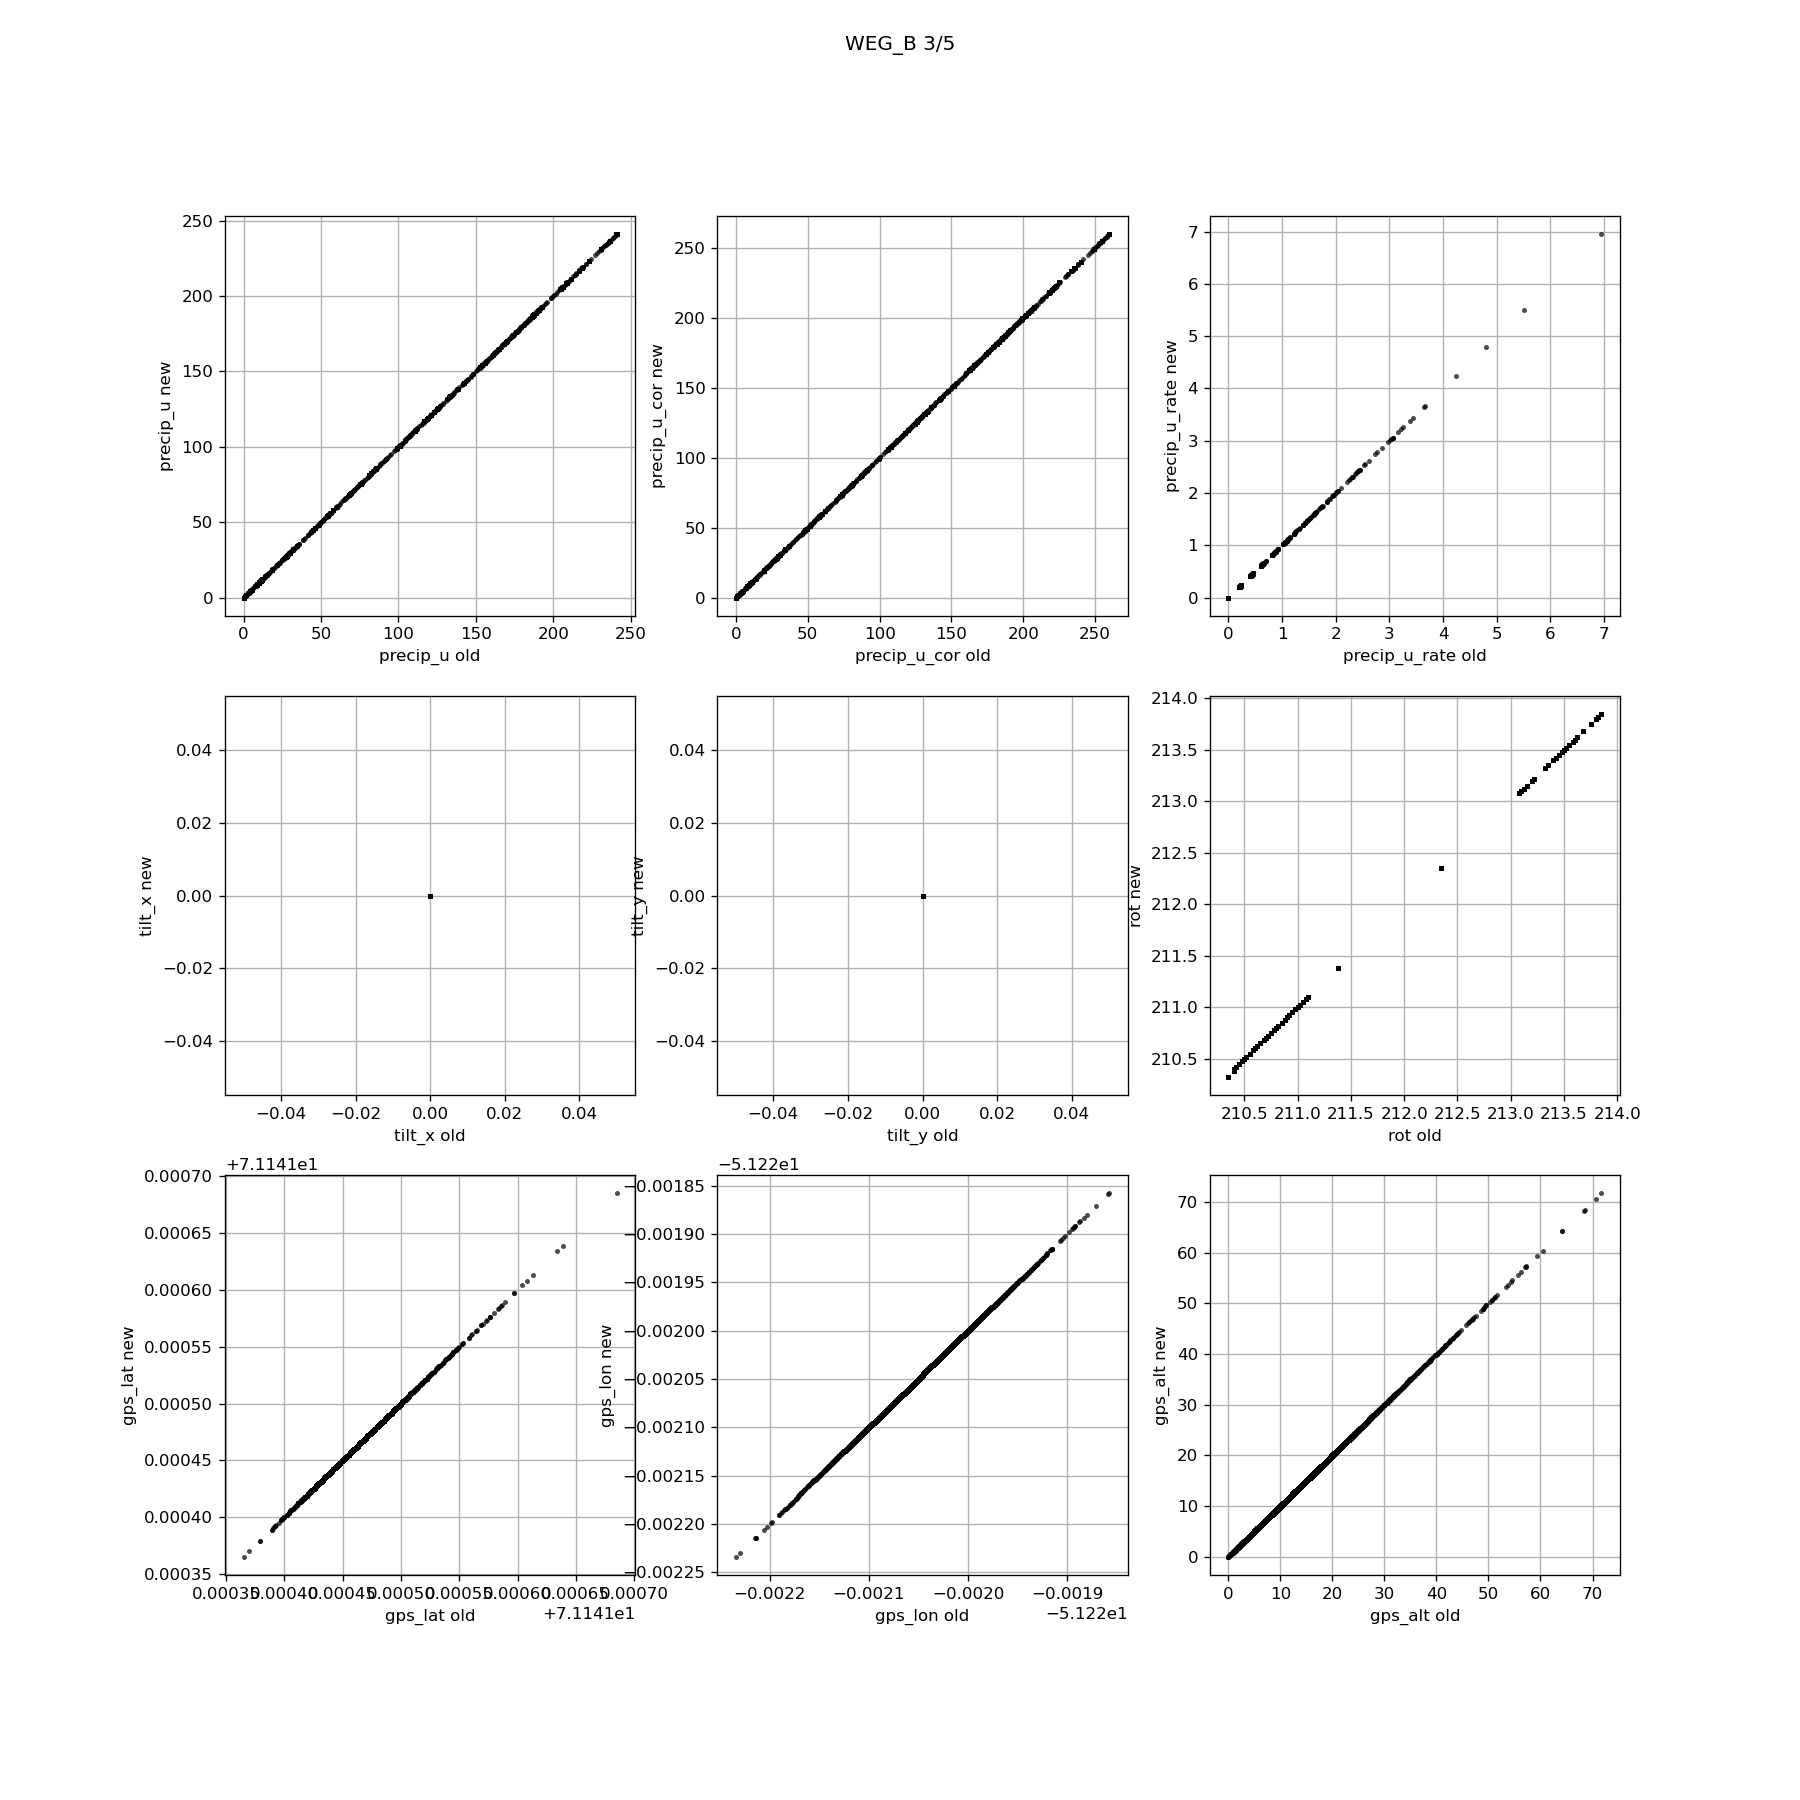 WEG_B 3/5
250
200
150
100
50
0
precip_u new
0 50 100 150 200 250
precip_u old
250
200
150
100
50
0
precip_u_cor new
0 50 100 150 200 250
precip_u_cor old
7
6
5
4
3
2
1
0
precip_u_rate new
0 1 2 3 4 5 6 7
precip_u_rate old
0.04
0.02
0.00
−0.02
−0.04
tilt_x new
−0.04 −0.02 0.00 0.02 0.04
tilt_x old
0.04
0.02
0.00
−0.02
−0.04
tilt_y new
−0.04 −0.02 0.00 0.02 0.04
tilt_y old
214.0
213.5
213.0
212.5
212.0
211.5
211.0
210.5
rot new
210.5 211.0 211.5 212.0 212.5 213.0 213.5 214.0
rot old
+7.1141e1
0.00070
0.00065
0.00060
0.00055
0.00050
0.00045
0.00040
0.00035
gps_lat new
0.00035 0.00040 0.00045 0.00050 0.00055 0.00060 0.00065 0.00070
gps_lat old
+7.1141e1
−5.122e1
−0.00185
−0.00190
−0.00195
−0.00200
−0.00205
−0.00210
−0.00215
−0.00220
−0.00225
gps_lon new
−0.0022 −0.0021 −0.0020 −0.0019
gps_lon old
−5.122e1
70
60
50
40
30
20
10
0
gps_alt new
0 10 20 30 40 50 60 70
gps_alt old